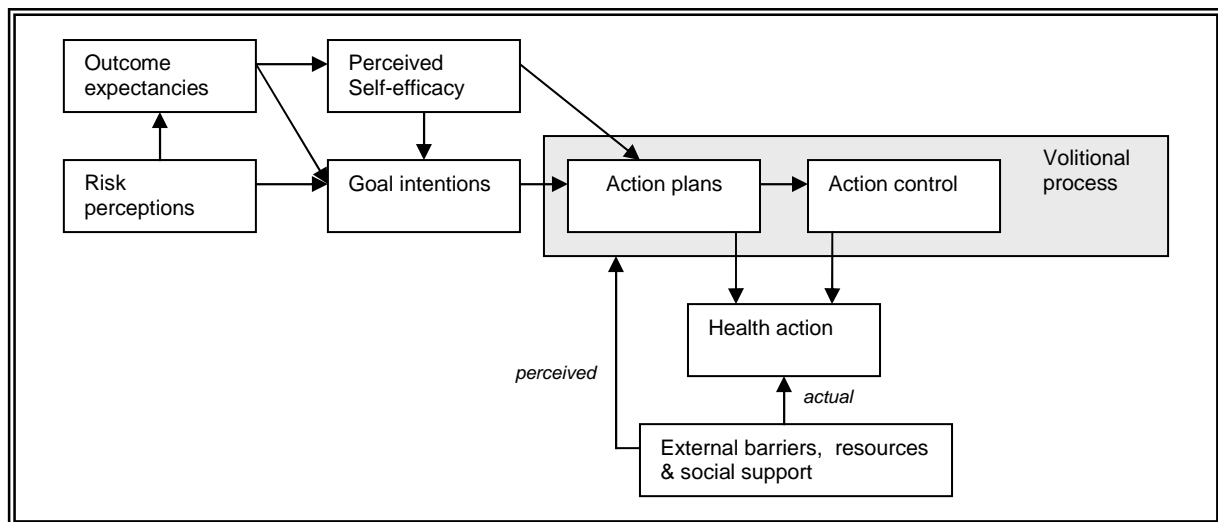 Outcome
expectancies
Perceived
Self-efficacy
Risk
perceptions
Goal intentions
Action plans
Action control
Volitional
process
Health action
perceived
actual
External barriers, resources
& social support